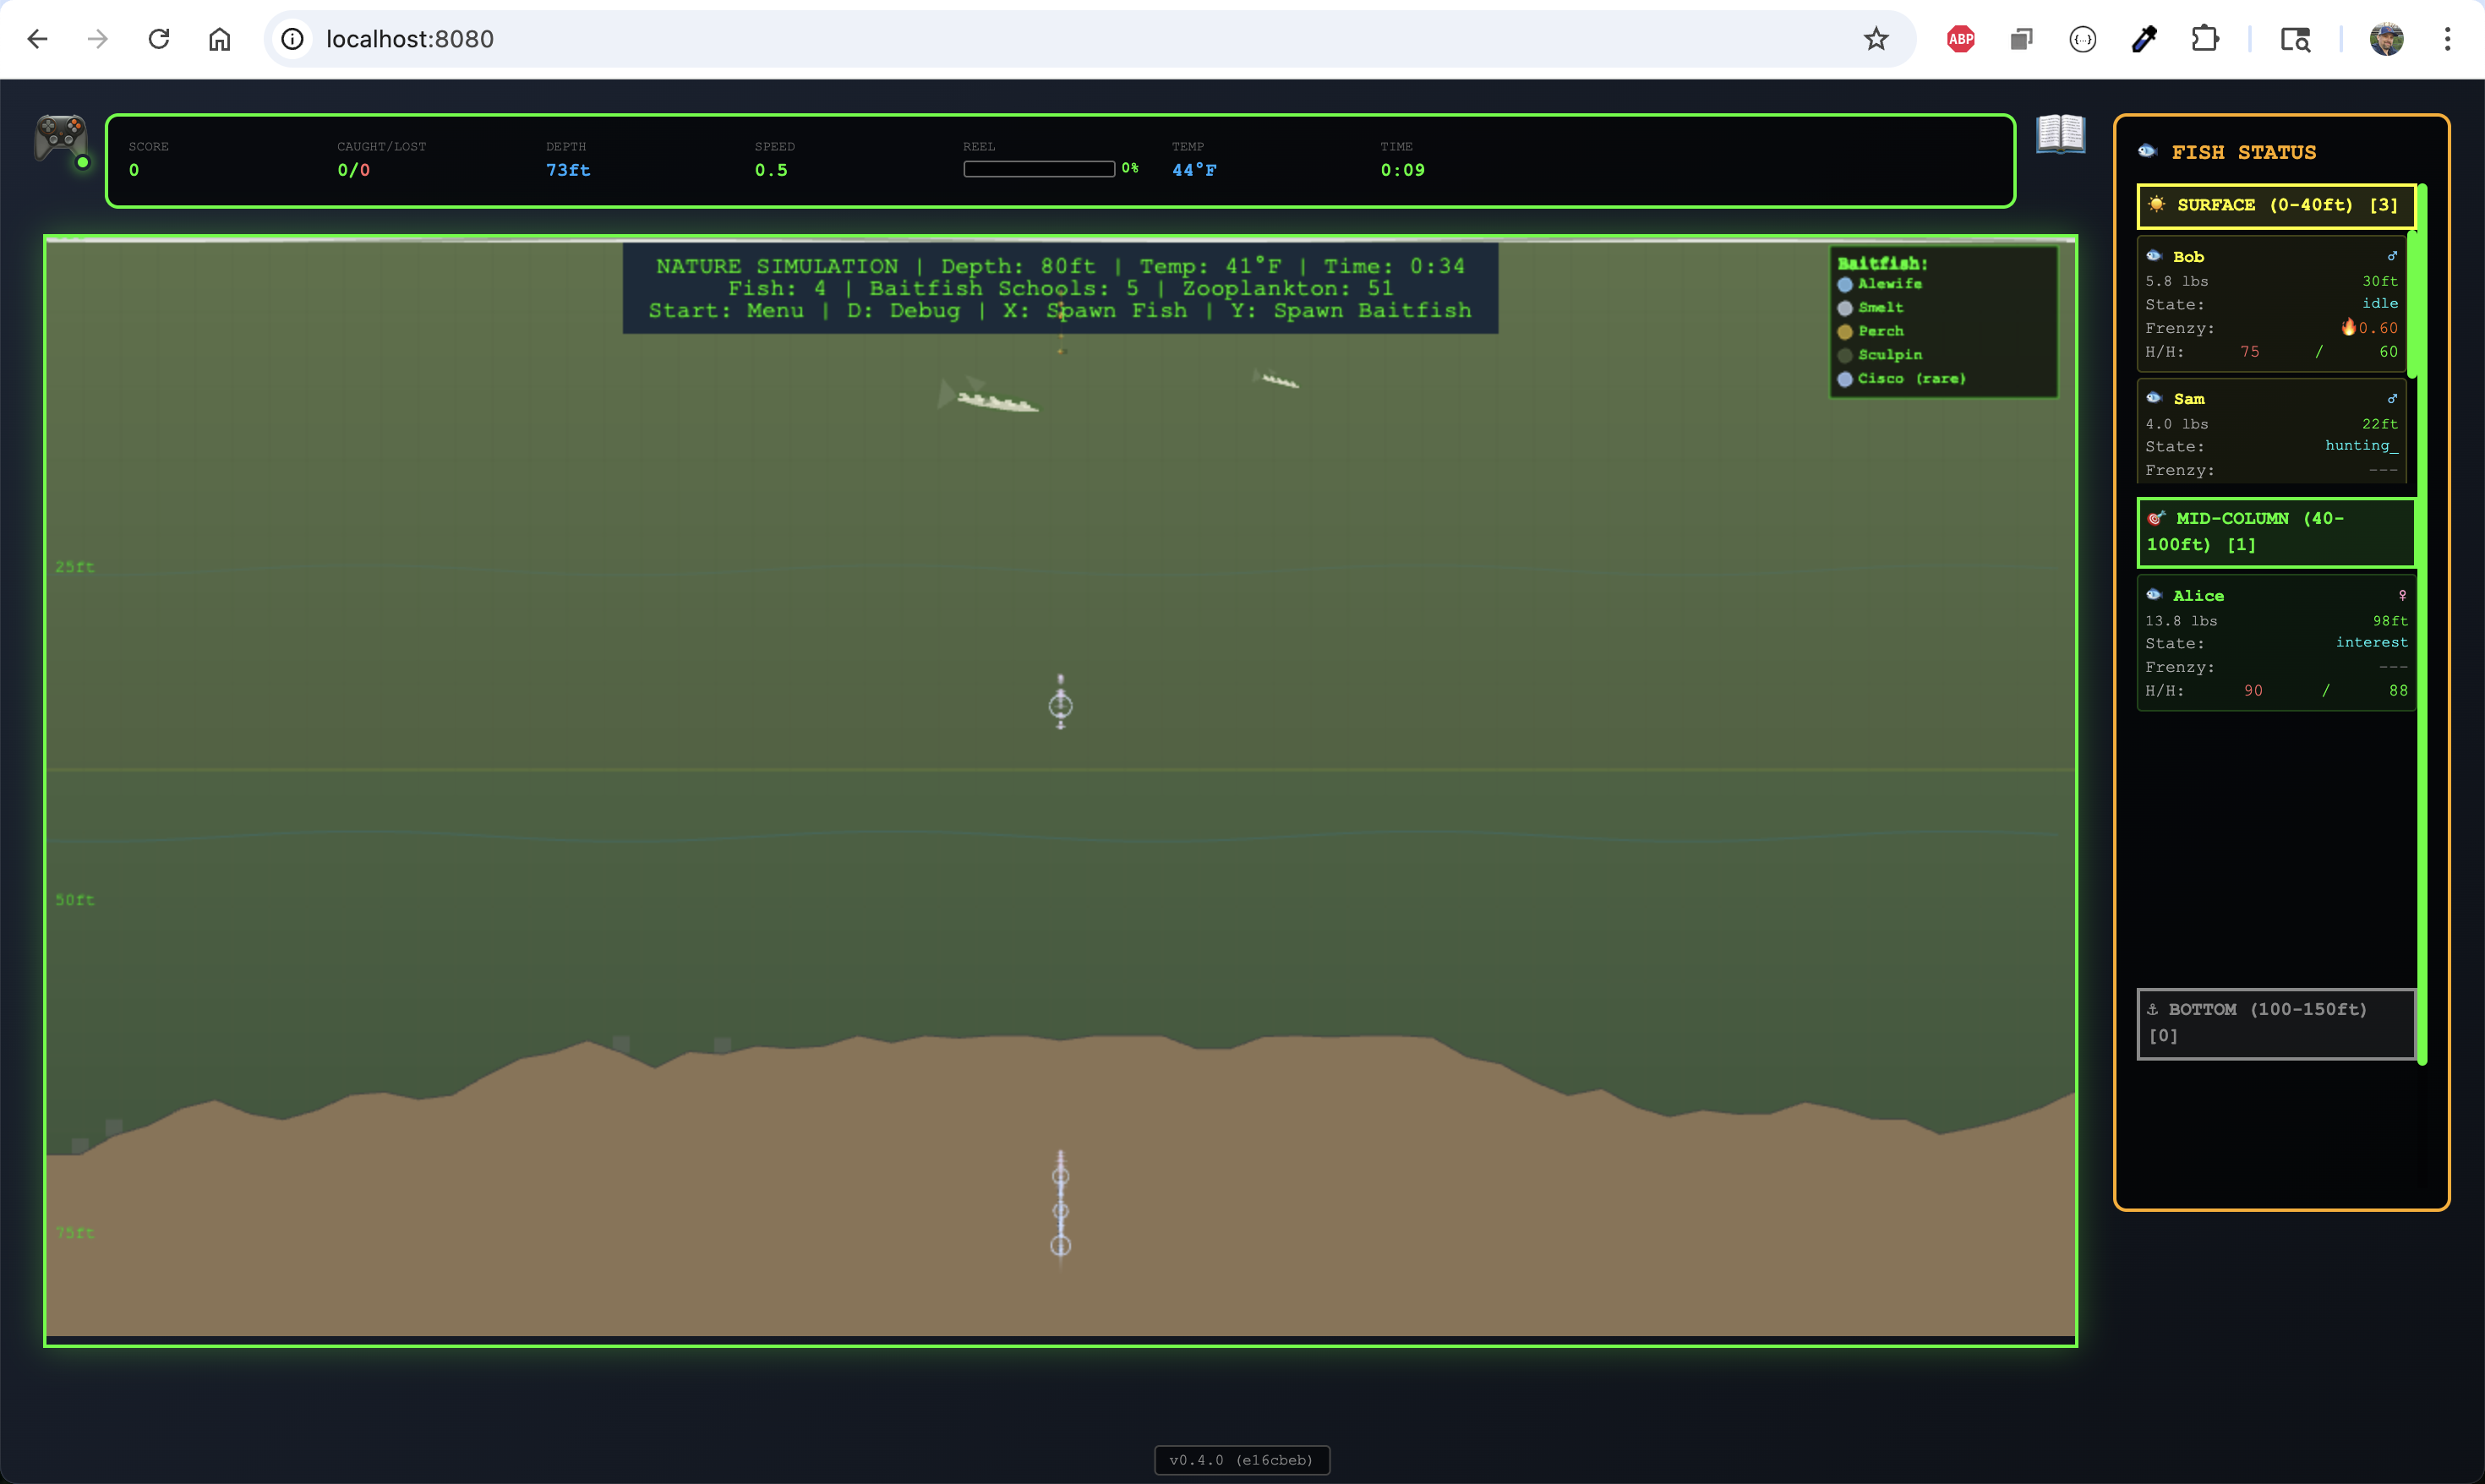 localhost:8080
ABP
SCORE
0
CAUGHT/LOST
0/0
DEPTH
73ft
SPEED
0.5
REEL
0%
TEMP
44°F
TIME
0:09
NATURE SIMULATION | Depth: 80ft | Temp: 41°F | Time: 0:34
Fish: 4 | Baitfish Schools: 5 | Zooplankton: 51
Start: Menu | D: Debug | X: Spawn Fish | Y: Spawn Baitfish
Baitfish:
Alewife
Smelt
Perch
Sculpin
Cisco (rare)
25ft
50ft
75ft
FISH STATUS
SURFACE (0-40ft) [3]
Bob ♂
5.8 lbs 30ft
State: idle
Frenzy: 🔥0.60
H/H: 75 / 60
Sam ♂
4.0 lbs 22ft
State: hunting_
Frenzy: ---
MID-COLUMN (40-
100ft) [1]
Alice ♀
13.8 lbs 98ft
State: interest
Frenzy: ---
H/H: 90 / 88
BOTTOM (100-150ft)
[0]
v0.4.0 (e16cbeb)